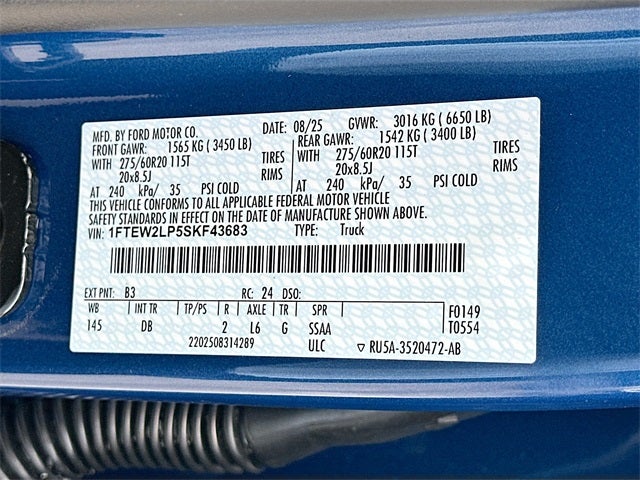 MFD. BY FORD MOTOR CO. DATE: 08/25 GVWR: 3016 KG ( 6650 LB)
FRONT GAWR: 1565 KG ( 3450 LB) REAR GAWR: 1542 KG ( 3400 LB)
WITH 275/60R20 115T TIRES WITH 275/60R20 115T TIRES
20x8.5J RIMS 20x8.5J RIMS
AT 240 kPa/ 35 PSI COLD AT 240 kPa/ 35 PSI COLD
THIS VEHICLE CONFORMS TO ALL APPLICABLE FEDERAL MOTOR VEHICLE
SAFETY STANDARDS IN EFFECT ON THE DATE OF MANUFACTURE SHOWN ABOVE.
VIN: 1FTEW2LP5SKF43683 TYPE: Truck
EXT PNT: B3 RC: 24 DSO:
WB INT TR TP/PS R AXLE TR SPR F0149
145 DB 2 L6 G SSAA T0554
2202508314289 ULC ▽ RU5A-3520472-AB